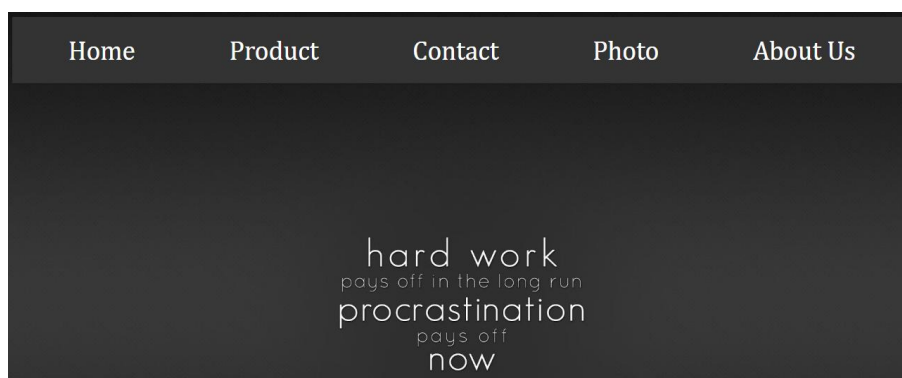 Home Product Contact Photo About Us
hard work
pays off in the long run
procrastination
pays off
now